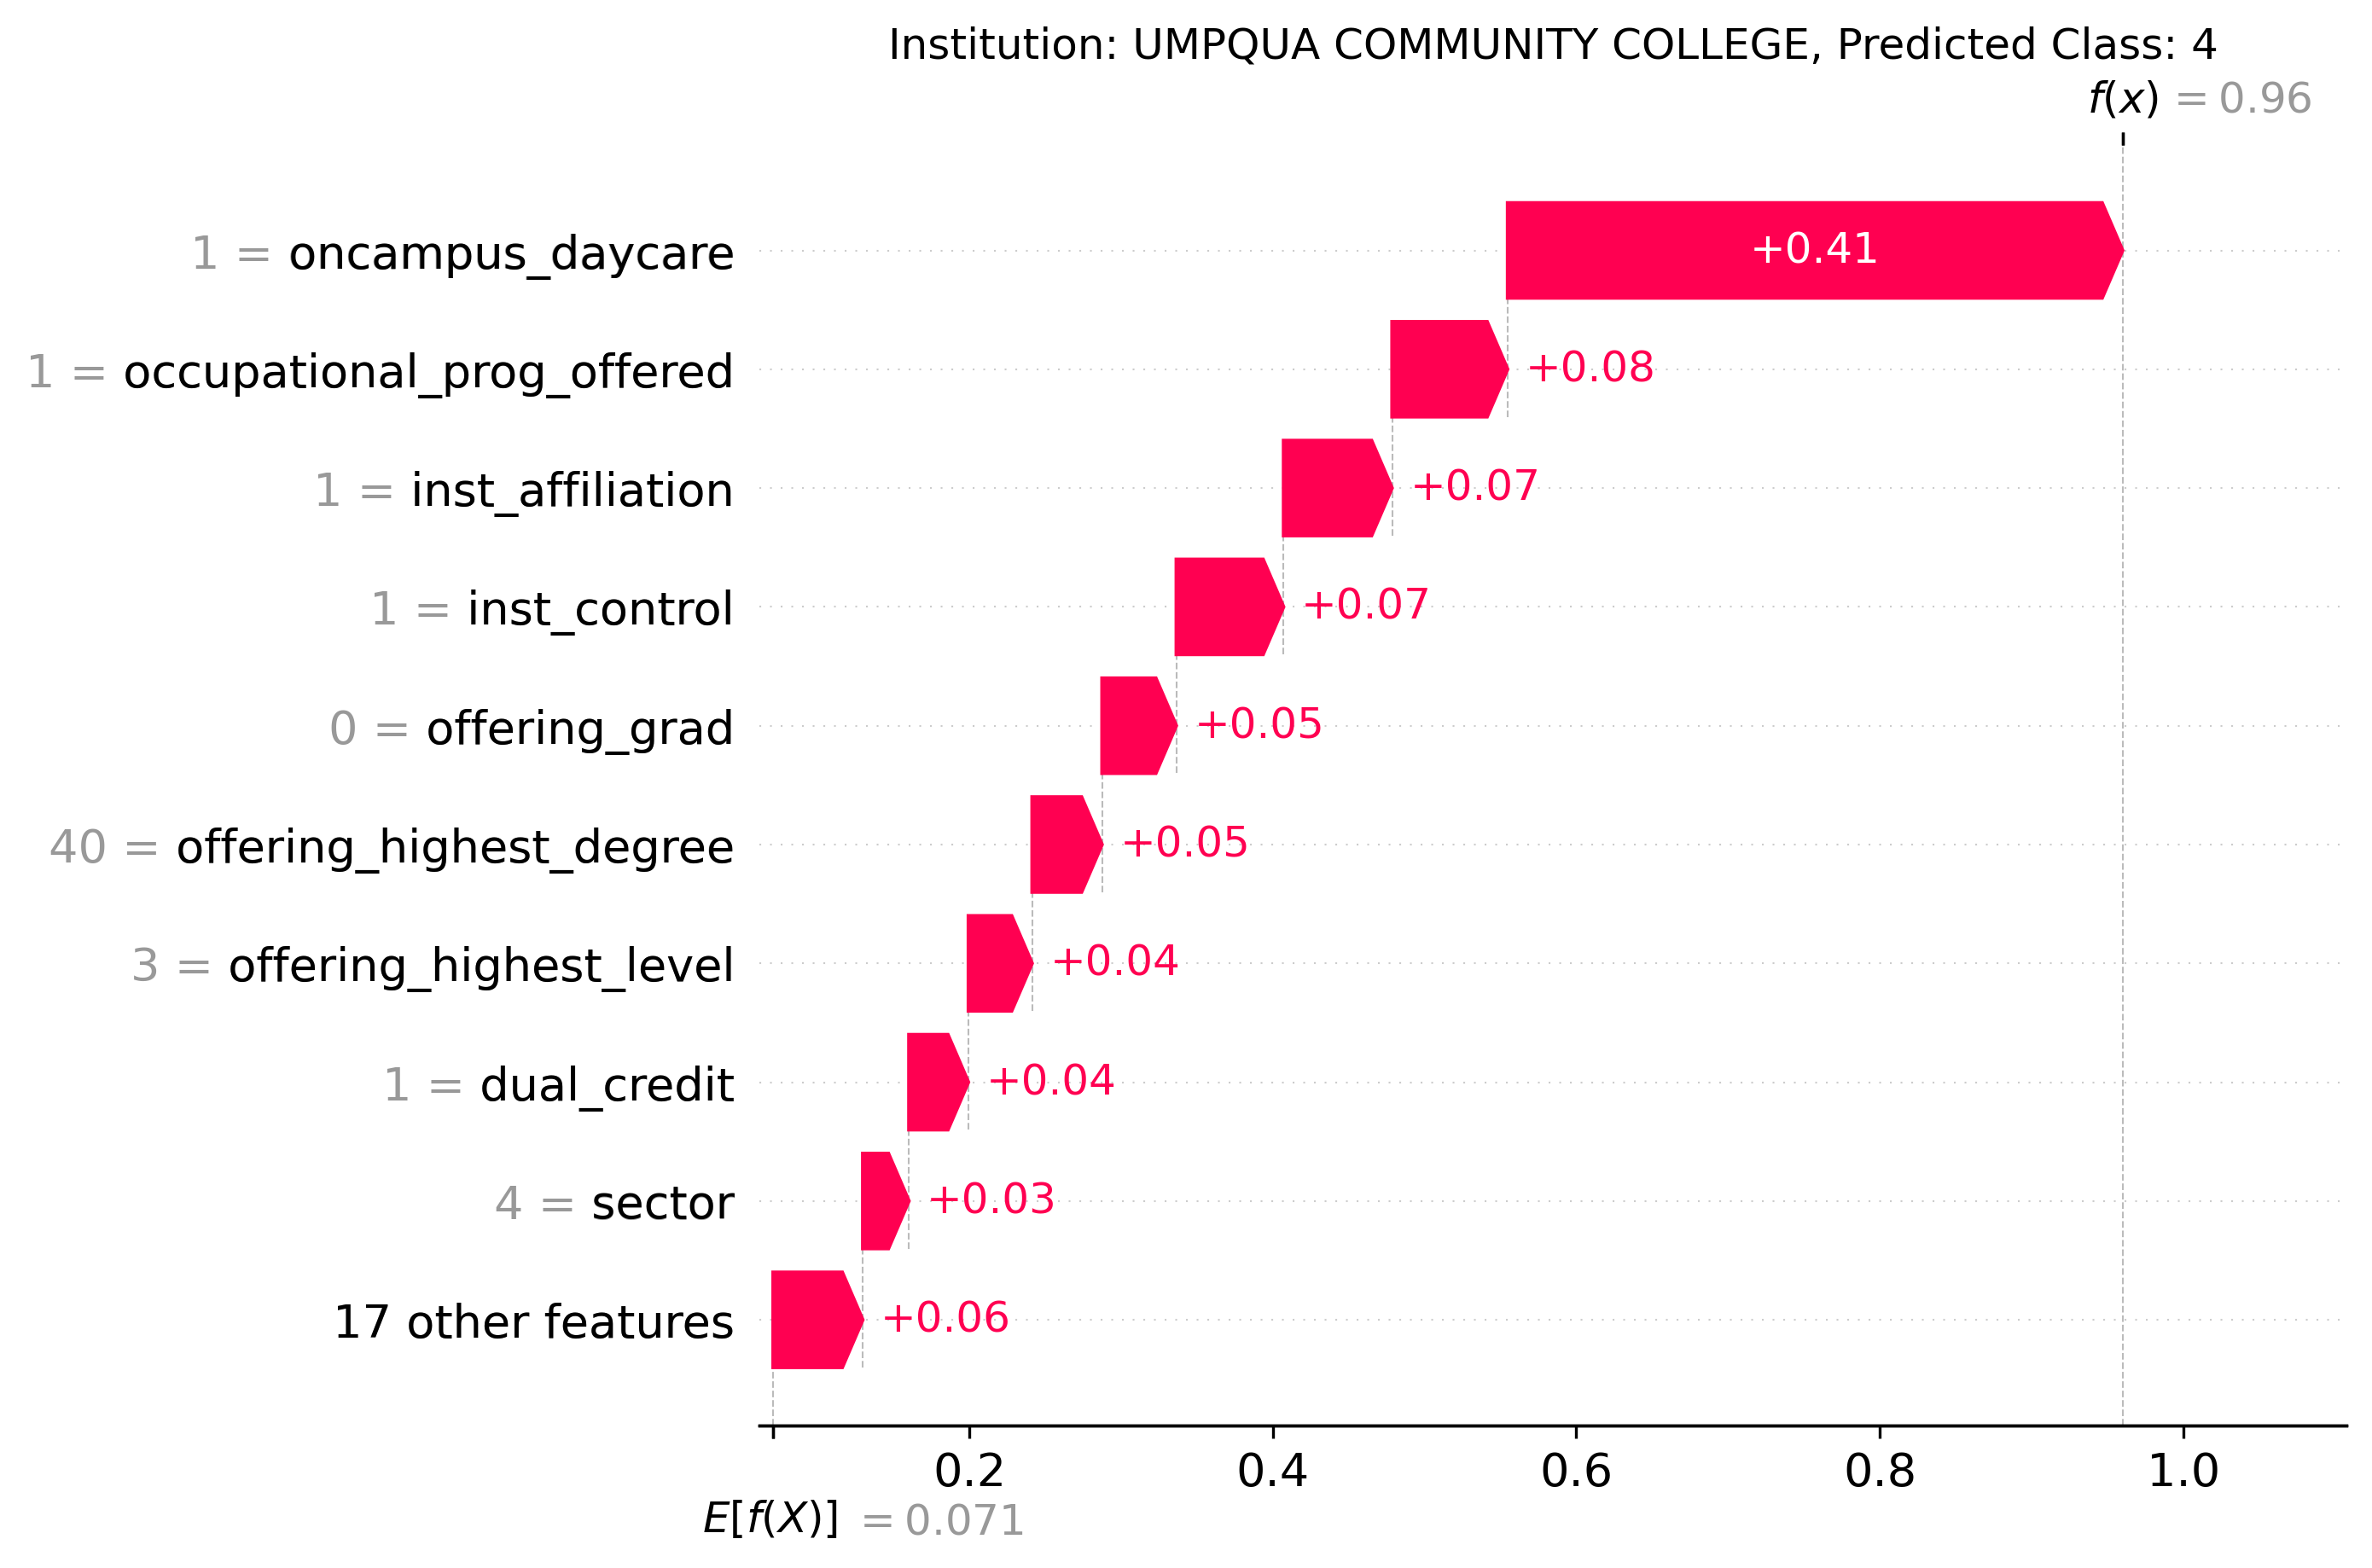 Institution: UMPQUA COMMUNITY COLLEGE, Predicted Class: 4
f(x) = 0.96
1 = oncampus_daycare +0.41
1 = occupational_prog_offered +0.08
1 = inst_affiliation +0.07
1 = inst_control +0.07
0 = offering_grad +0.05
40 = offering_highest_degree +0.05
3 = offering_highest_level +0.04
1 = dual_credit +0.04
4 = sector +0.03
17 other features +0.06
0.2 0.4 0.6 0.8 1.0
E[f(X)] = 0.071